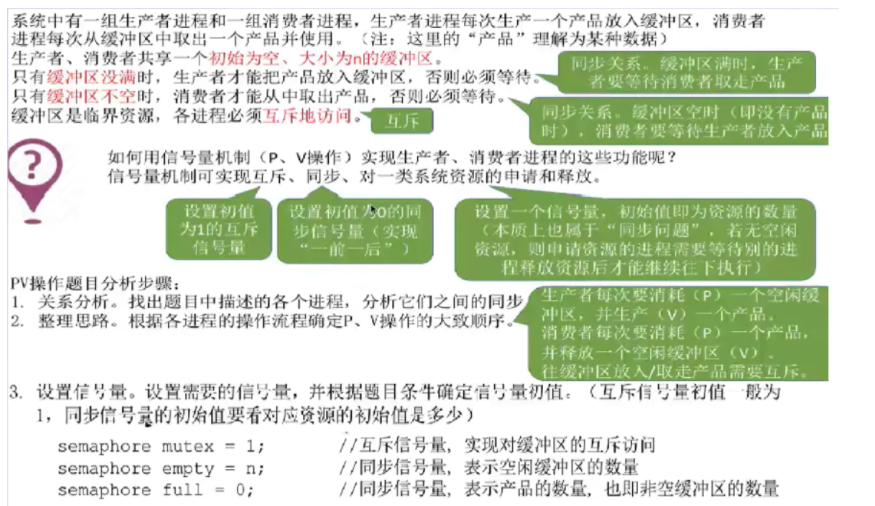 系统中有一组生产者进程和一组消费者进程，生产者进程每次生产一个产品放入缓冲区，消费者
进程每次从缓冲区中取出一个产品并使用。（注：这里的“产品”理解为某种数据）
生产者、消费者共享一个初始为空、大小为n的缓冲区。
只有缓冲区没满时，生产者才能把产品放入缓冲区，否则必须等待。
同步关系。缓冲区满时，生产
者要等待消费者取走产品
只有缓冲区不空时，消费者才能从中取出产品，否则必须等待。
缓冲区是临界资源，各进程必须互斥地访问。
互斥
同步关系。缓冲区空时（即没有产品
时），消费者要等待生产者放入产品
?
如何用信号量机制（P、V操作）实现生产者、消费者进程的这些功能呢？
信号量机制可实现互斥、同步、对一类系统资源的申请和释放。
设置初值
为1的互斥
信号量
设置初值为0的同
步信号量（实现
“一前一后”）
设置一个信号量，初始值即为资源的数量
（本质上也属于“同步问题”，若无空闲
资源，则申请资源的进程需要等待别的进
程释放资源后才能继续往下执行）
PV操作题目分析步骤：
1. 关系分析。找出题目中描述的各个进程，分析它们之间的同步
2. 整理思路。根据各进程的操作流程确定P、V操作的大致顺序。
生产者每次要消耗（P）一个空闲缓
冲区，并生产（V）一个产品。
消费者每次要消耗（P）一个产品，
并释放一个空闲缓冲区（V）。
往缓冲区放入/取走产品需要互斥。
3. 设置信号量。设置需要的信号量，并根据题目条件确定信号量初值。（互斥信号量初值一般为
1，同步信号量的初始值要看对应资源的初始值是多少）
semaphore mutex = 1; //互斥信号量，实现对缓冲区的互斥访问
semaphore empty = n; //同步信号量，表示空闲缓冲区的数量
semaphore full = 0; //同步信号量，表示产品的数量，也即非空缓冲区的数量